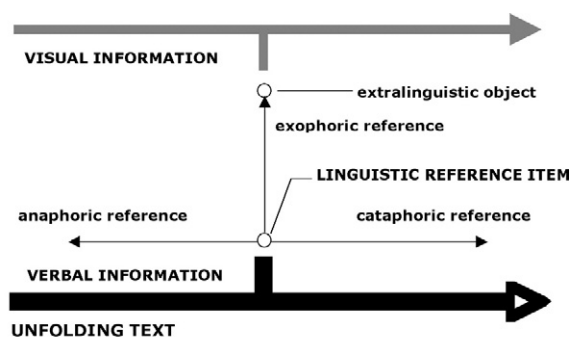 VISUAL INFORMATION
extralinguistic object
exophoric reference
LINGUISTIC REFERENCE ITEM
anaphoric reference
cataphoric reference
VERBAL INFORMATION
UNFOLDING TEXT